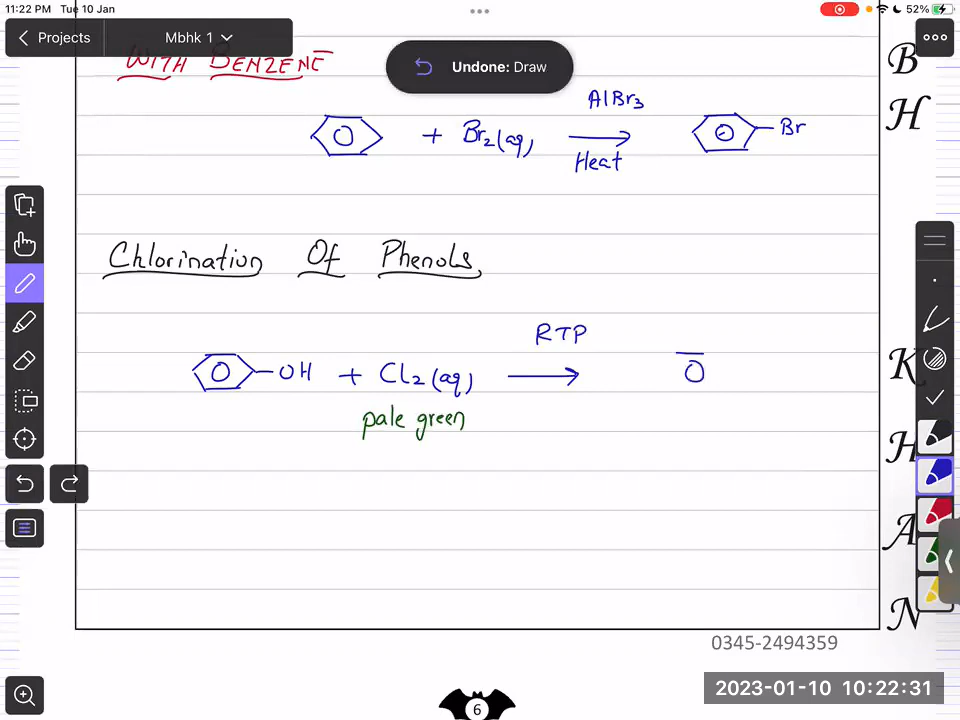 11:22 PM Tue 10 Jan
52%
Projects
Mbhk 1
Undone: Draw
WITH BENZENE
B
H
AlBr3
+ Br2(aq)
Br
Heat
Chlorination Of Phenols
RTP
K
OH + Cl2(aq)
pale green
H
A
N
0345-2494359
2023-01-10 10:22:31
6